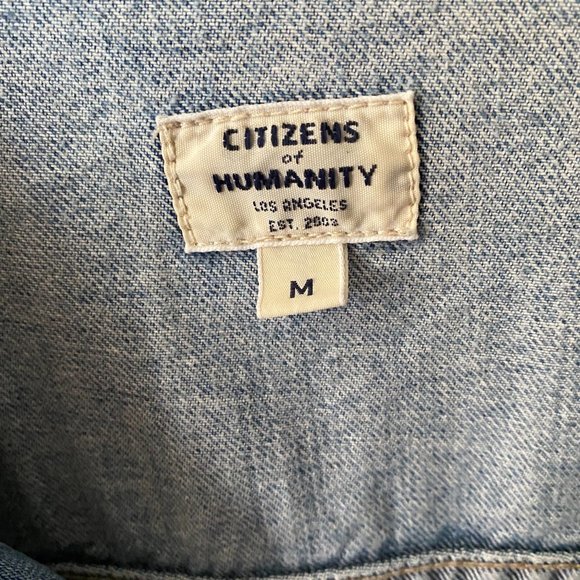 CITIZENS
of
HUMANITY
LOS ANGELES
EST. 2003
M